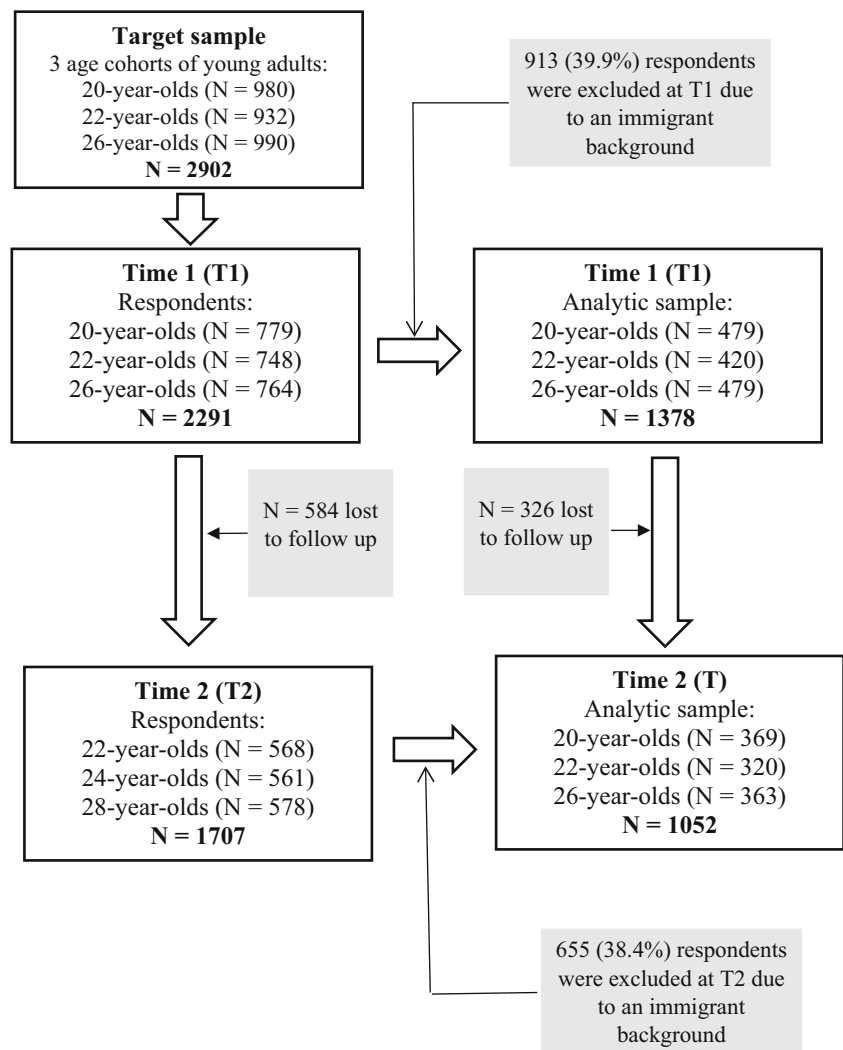 Target sample
3 age cohorts of young adults:
20-year-olds (N = 980)
22-year-olds (N = 932)
26-year-olds (N = 990)
N = 2902
913 (39.9%) respondents
were excluded at T1 due
to an immigrant
background
Time 1 (T1)
Respondents:
20-year-olds (N = 779)
22-year-olds (N = 748)
26-year-olds (N = 764)
N = 2291
Time 1 (T1)
Analytic sample:
20-year-olds (N = 479)
22-year-olds (N = 420)
26-year-olds (N = 479)
N = 1378
N = 584 lost
to follow up
N = 326 lost
to follow up
Time 2 (T2)
Respondents:
22-year-olds (N = 568)
24-year-olds (N = 561)
28-year-olds (N = 578)
N = 1707
Time 2 (T)
Analytic sample:
20-year-olds (N = 369)
22-year-olds (N = 320)
26-year-olds (N = 363)
N = 1052
655 (38.4%) respondents
were excluded at T2 due
to an immigrant
background